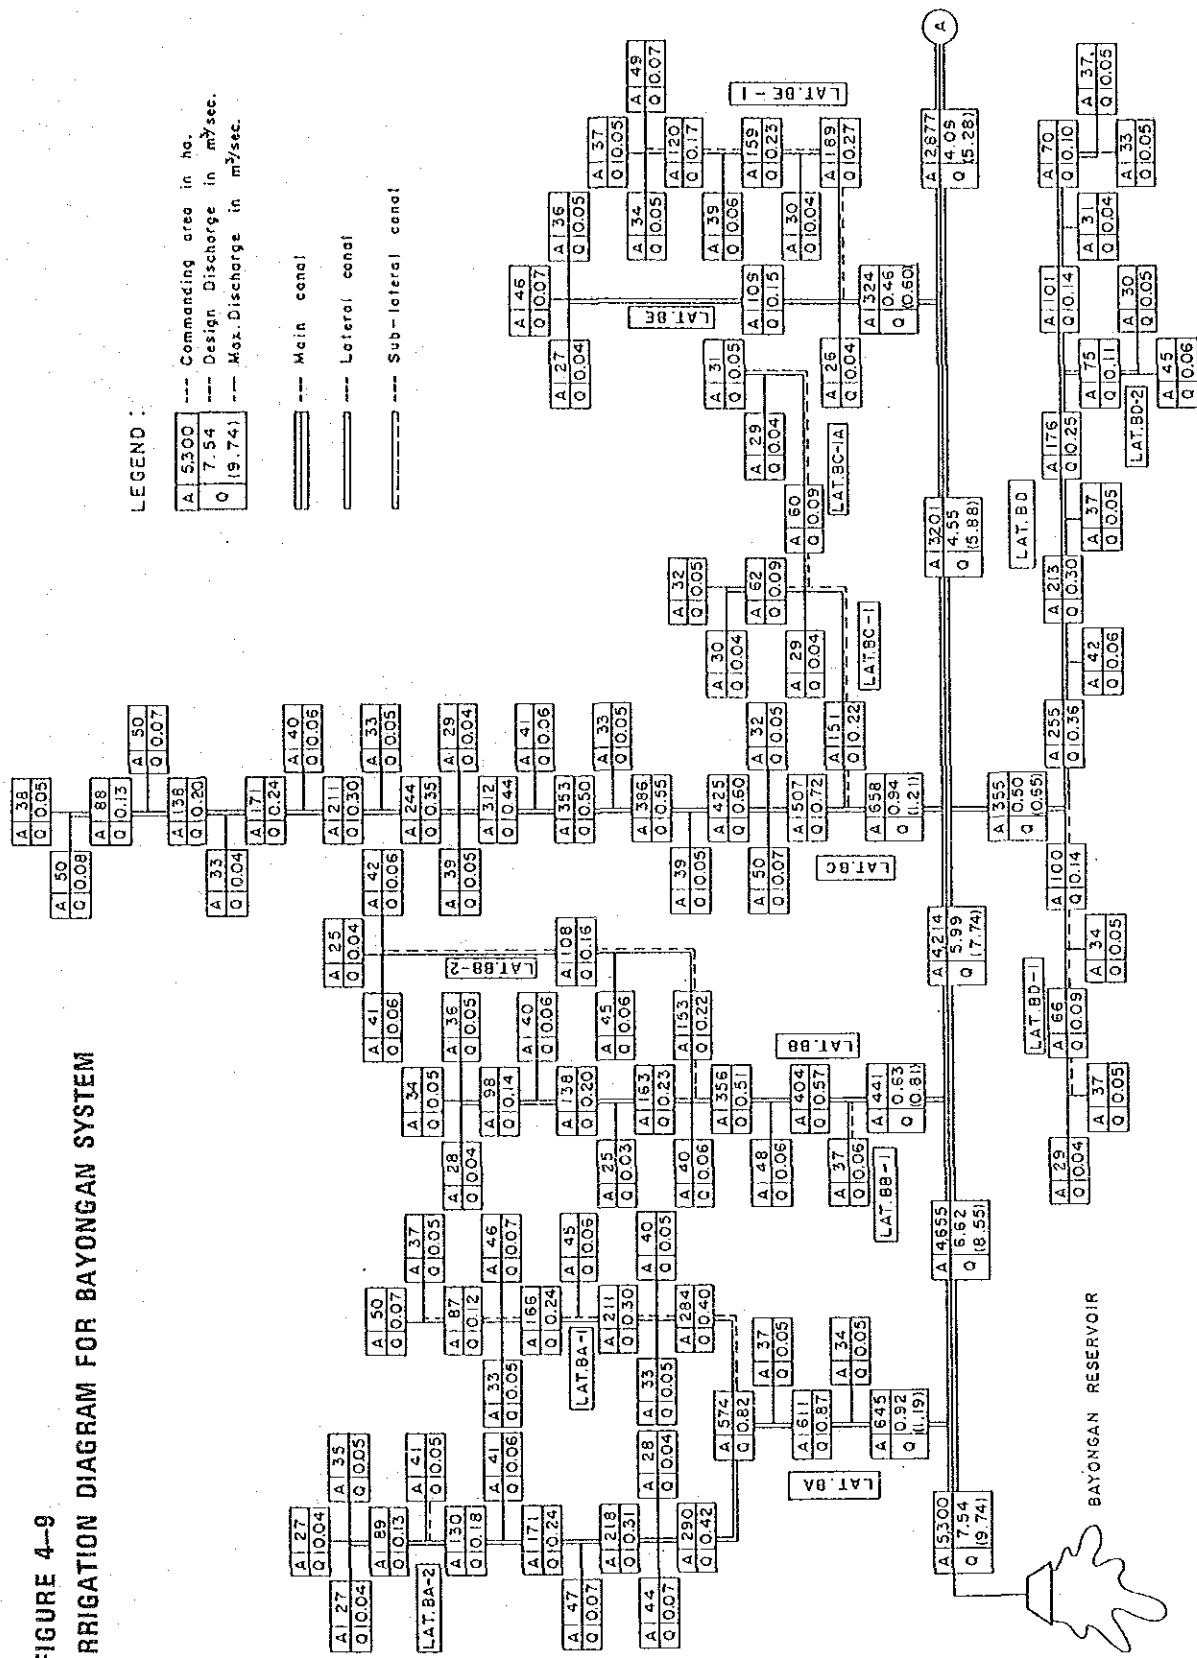 FIGURE 4-9
RRIGATION DIAGRAM FOR BAYONGAN SYSTEM
LEGEND :
A 5,300 --- Commanding area in ha.
Q 7.54 --- Design Discharge in m³/sec.
(9.74) --- Max. Discharge in m³/sec.
--- Main canal
--- Lateral canal
--- Sub-lateral canal
A 27 Q 0.04
A 27 Q 0.04
A 35 Q 0.05
A 89 Q 0.13
A 41 Q 0.05
LAT.BA-2
A 130 Q 0.18
A 41 Q 0.06
A 33 Q 0.05
A 46 Q 0.07
A 171 Q 0.24
A 47 Q 0.07
A 218 Q 0.31
A 44 Q 0.07
A 28 Q 0.04
A 290 Q 0.42
A 50 Q 0.07
A 37 Q 0.05
A 87 Q 0.12
A 166 Q 0.24
LAT.BA-1
A 45 Q 0.06
A 211 Q 0.30
A 33 Q 0.05
A 40 Q 0.05
A 284 Q 0.40
A 574 Q 0.82
A 37 Q 0.05
A 611 Q 0.87
A 34 Q 0.05
A 645 Q 0.92 (1.19)
LAT. BA
A 5,300 Q 7.54 (9.74)
BAYONGAN RESERVOIR
A 4,655 Q 6.62 (8.55)
A 34 Q 0.05
A 28 Q 0.04
A 36 Q 0.05
A 98 Q 0.14
A 40 Q 0.06
A 138 Q 0.20
A 25 Q 0.03
A 163 Q 0.23
A 40 Q 0.06
A 25 Q 0.04
A 41 Q 0.06
A 42 Q 0.06
LAT.BB-2
A 108 Q 0.16
A 45 Q 0.06
A 153 Q 0.22
A 356 Q 0.51
A 48 Q 0.06
A 404 Q 0.57
A 37 Q 0.06
LAT.BB-1
A 441 Q 0.63 (0.81)
LAT. BB
A 4,214 Q 5.99 (7.74)
A 38 Q 0.05
A 50 Q 0.08
A 88 Q 0.13
A 50 Q 0.07
A 138 Q 0.20
A 33 Q 0.04
A 171 Q 0.24
A 40 Q 0.06
A 211 Q 0.30
A 33 Q 0.05
A 244 Q 0.35
A 39 Q 0.05
A 29 Q 0.04
A 312 Q 0.44
A 41 Q 0.06
A 353 Q 0.50
A 33 Q 0.05
A 386 Q 0.55
A 39 Q 0.05
A 425 Q 0.60
A 50 Q 0.07
A 32 Q 0.05
A 507 Q 0.72
A 151 Q 0.22
A 658 Q 0.94 (1.21)
LAT.BC
LAT.BC-1
A 32 Q 0.05
A 30 Q 0.04
A 62 Q 0.09
A 29 Q 0.04
A 60 Q 0.09
A 29 Q 0.04
A 31 Q 0.05
LAT.BC-1A
A 355 Q 0.50 (0.65)
A 100 Q 0.14
A 34 Q 0.05
LAT.BD-1
A 66 Q 0.09
A 37 Q 0.05
A 29 Q 0.04
A 255 Q 0.36
A 42 Q 0.06
A 213 Q 0.30
LAT. BD
A 37 Q 0.05
A 176 Q 0.25
A 75 Q 0.11
LAT.BD-2
A 45 Q 0.06
A 30 Q 0.05
A 101 Q 0.14
A 31 Q 0.04
A 70 Q 0.10
A 33 Q 0.05
A 37 Q 0.05
A 3201 Q 4.55 (5.88)
A 46 Q 0.07
A 27 Q 0.04
A 36 Q 0.05
LAT.BE
A 109 Q 0.15
A 26 Q 0.04
A 324 Q 0.46 (0.60)
A 37 Q 0.05
A 34 Q 0.05
A 49 Q 0.07
A 120 Q 0.17
A 39 Q 0.06
A 159 Q 0.23
A 30 Q 0.04
A 189 Q 0.27
LAT. BE-1
A 2,877 Q 4.09 (5.28)
A